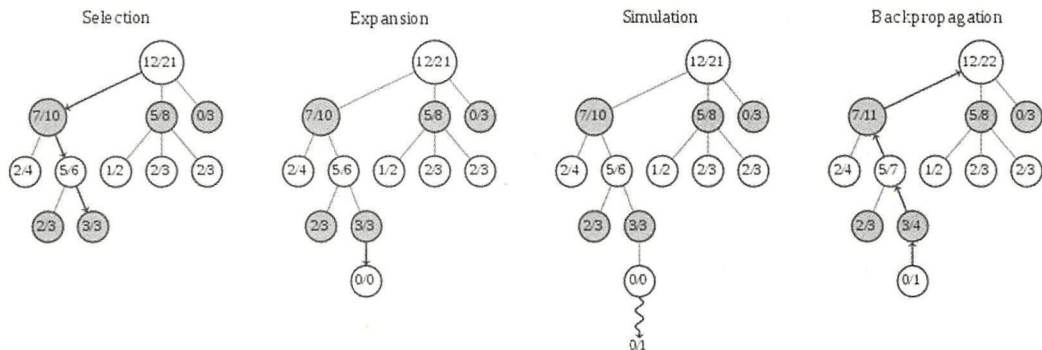 Selection Expansion Simulation Backpropagation
12/21 12/21 12/21 12/22
7/10 5/8 0/3 7/10 5/8 0/3 7/10 5/8 0/3 7/11 5/8 0/3
2/4 5/6 1/2 2/3 2/3 2/4 5/6 1/2 2/3 2/3 2/4 5/6 1/2 2/3 2/3 2/4 5/7 1/2 2/3 2/3
2/3 3/3 2/3 3/3 2/3 3/3 2/3 3/4
0/0 0/0 0/1
0/1